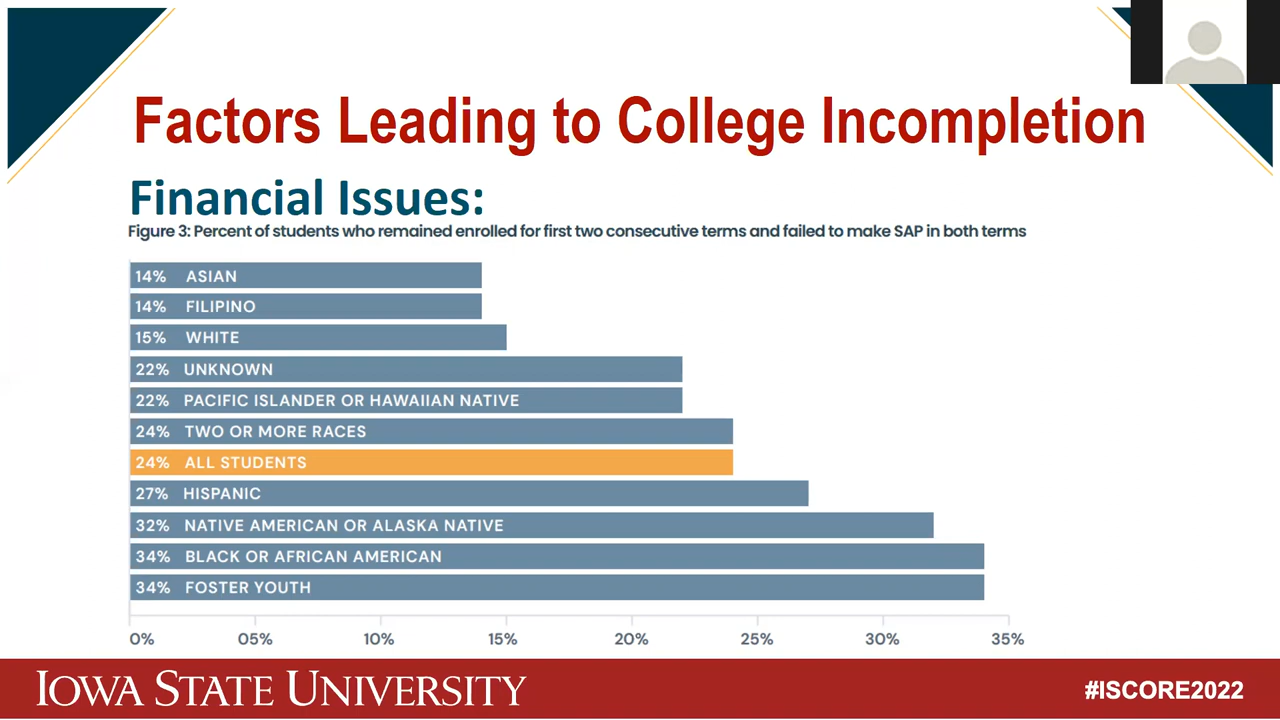 Factors Leading to College Incompletion
Financial Issues:
Figure 3: Percent of students who remained enrolled for first two consecutive terms and failed to make SAP in both terms
14% ASIAN
14% FILIPINO
15% WHITE
22% UNKNOWN
22% PACIFIC ISLANDER OR HAWAIIAN NATIVE
24% TWO OR MORE RACES
24% ALL STUDENTS
27% HISPANIC
32% NATIVE AMERICAN OR ALASKA NATIVE
34% BLACK OR AFRICAN AMERICAN
34% FOSTER YOUTH
0% 05% 10% 15% 20% 25% 30% 35%
IOWA STATE UNIVERSITY #ISCORE2022